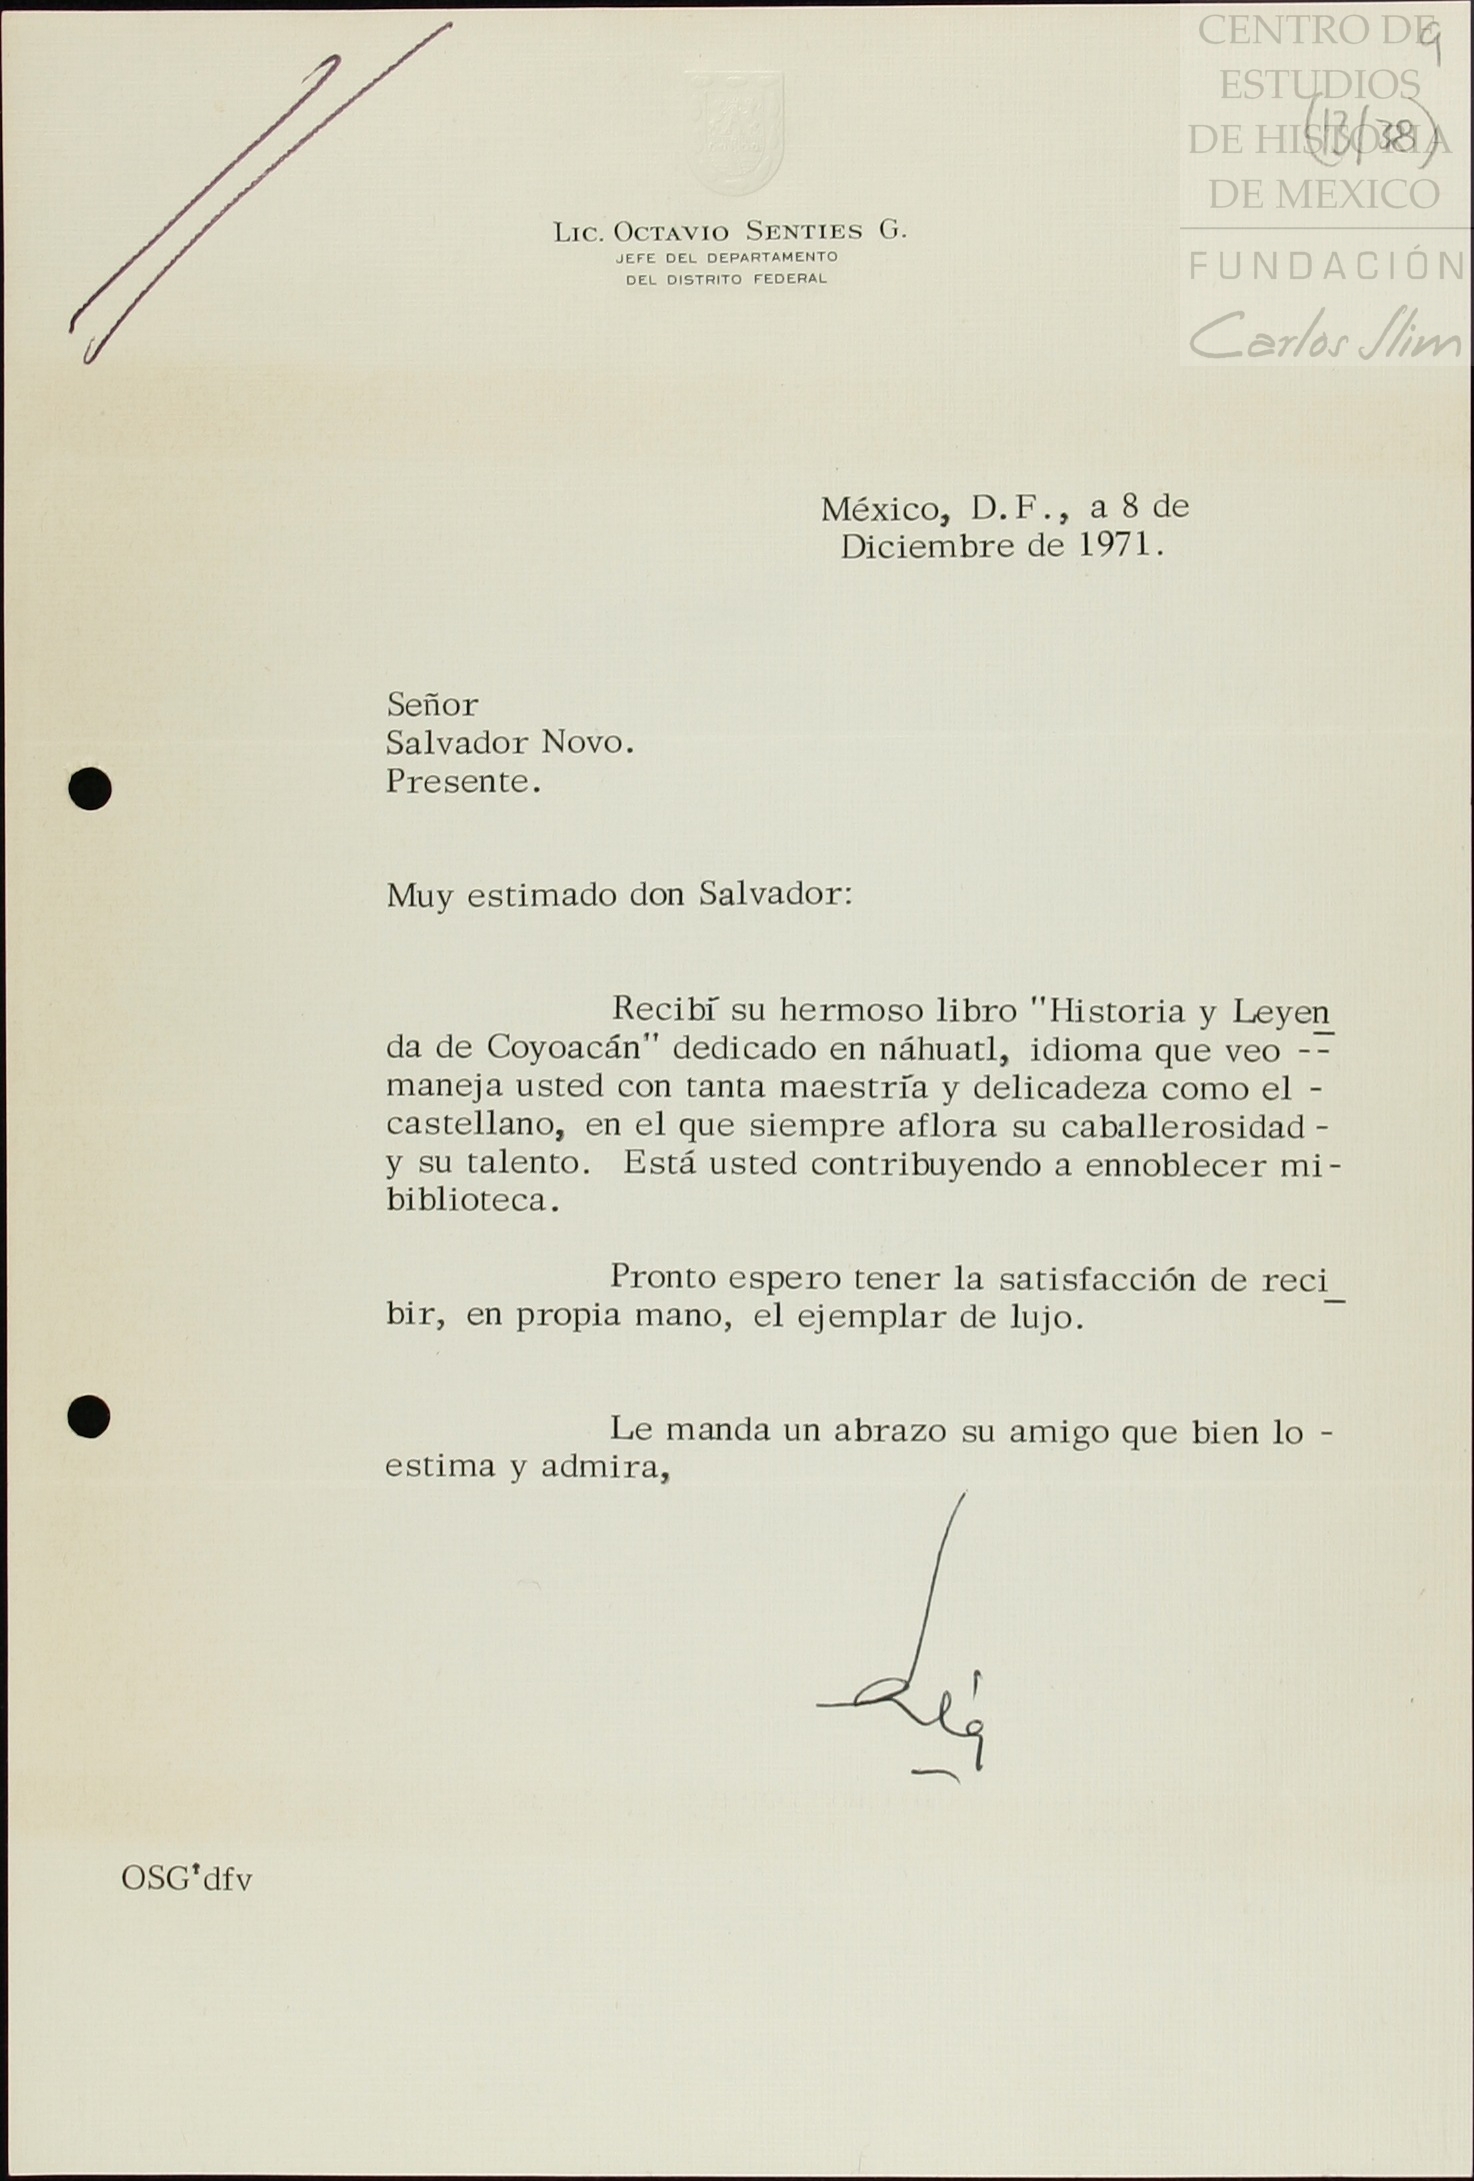 CENTRO DE
ESTUDIOS
DE HISTORIA
DE MEXICO
FUNDACIÓN
Carlos Slim
9
(13/38)
LIC. OCTAVIO SENTIES G.
JEFE DEL DEPARTAMENTO
DEL DISTRITO FEDERAL
México, D.F., a 8 de
Diciembre de 1971.
Señor
Salvador Novo.
Presente.
Muy estimado don Salvador:
Recibí su hermoso libro "Historia y Leyen
da de Coyoacán" dedicado en náhuatl, idioma que veo --
maneja usted con tanta maestría y delicadeza como el -
castellano, en el que siempre aflora su caballerosidad -
y su talento. Está usted contribuyendo a ennoblecer mi-
biblioteca.
Pronto espero tener la satisfacción de reci_
bir, en propia mano, el ejemplar de lujo.
Le manda un abrazo su amigo que bien lo -
estima y admira,
OSG'dfv